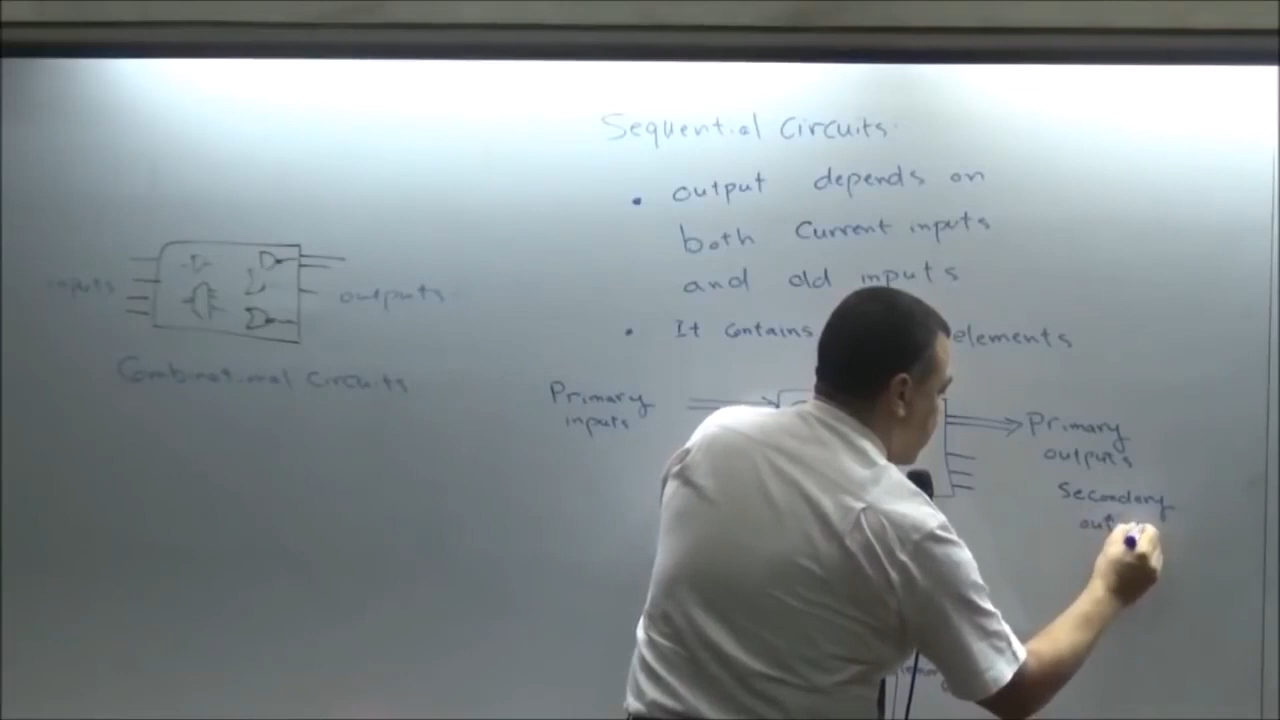 inputs
outputs
Combinational Circuits
Sequential Circuits
• output depends on
both Current inputs
and old inputs
• It Contains elements
Primary
inputs
Primary
outputs
Secondary
out